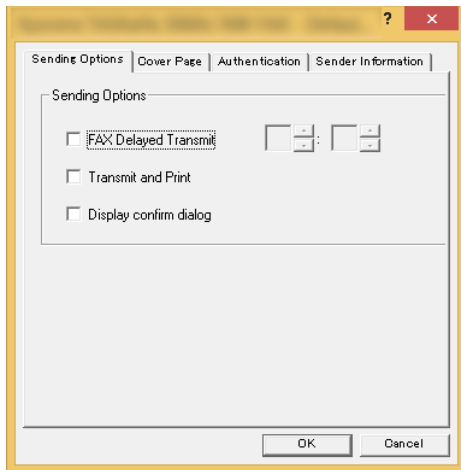 ?
Sending Options Cover Page Authentication Sender Information
Sending Options
FAX Delayed Transmit :
Transmit and Print
Display confirm dialog
OK Cancel